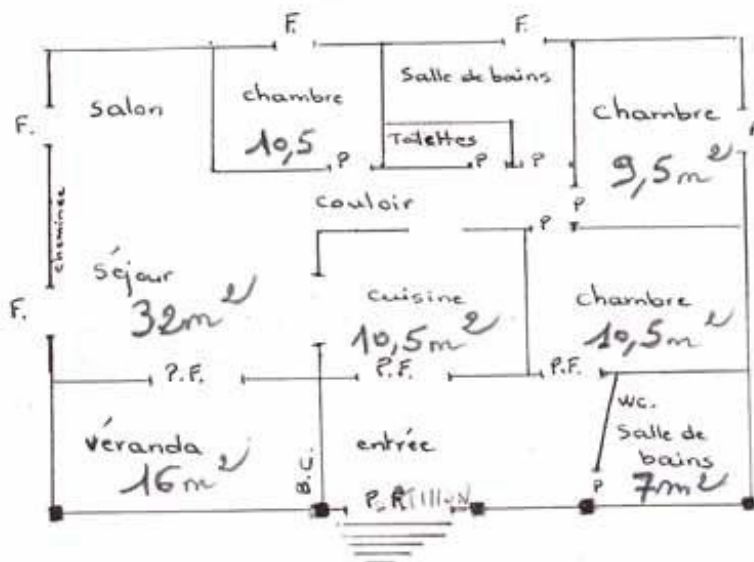 F.
F.
Salle de bains
Salon
chambre
10,5
Toilettes
Chambre
9,5m²
F.
P
P
P
P
couloir
P
cheminée
Séjour
32m²
F.
cuisine
10,5m²
chambre
10,5m²
P.F.
P.F.
P.F.
Véranda
16m²
B.C.
entrée
wc.
Salle de
bains
7m²
P